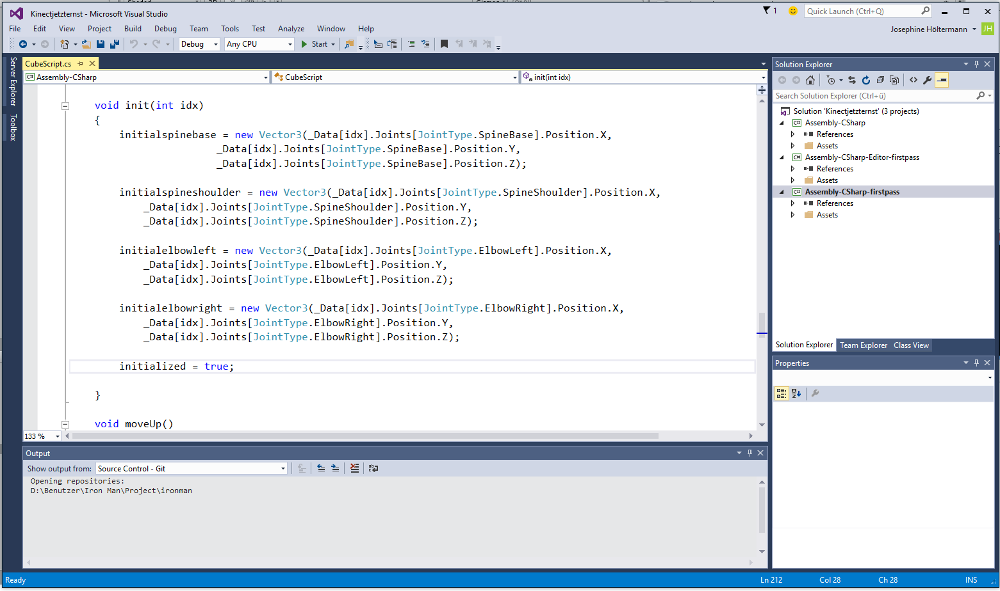 Kinectjetzternst - Microsoft Visual Studio
1
Quick Launch (Ctrl+Q)
File Edit View Project Build Debug Team Tools Test Analyze Window Help
Josephine Höltermann JH
Debug Any CPU Start
Server Explorer
Toolbox
CubeScript.cs
Assembly-CSharp CubeScript init(int idx)
void init(int idx)
{
initialspinebase = new Vector3(_Data[idx].Joints[JointType.SpineBase].Position.X,
_Data[idx].Joints[JointType.SpineBase].Position.Y,
_Data[idx].Joints[JointType.SpineBase].Position.Z);
initialspineshoulder = new Vector3(_Data[idx].Joints[JointType.SpineShoulder].Position.X,
_Data[idx].Joints[JointType.SpineShoulder].Position.Y,
_Data[idx].Joints[JointType.SpineShoulder].Position.Z);
initialelbowleft = new Vector3(_Data[idx].Joints[JointType.ElbowLeft].Position.X,
_Data[idx].Joints[JointType.ElbowLeft].Position.Y,
_Data[idx].Joints[JointType.ElbowLeft].Position.Z);
initialelbowright = new Vector3(_Data[idx].Joints[JointType.ElbowRight].Position.X,
_Data[idx].Joints[JointType.ElbowRight].Position.Y,
_Data[idx].Joints[JointType.ElbowRight].Position.Z);
initialized = true;
}
void moveUp()
133 %
Output
Show output from: Source Control - Git
Opening repositories:
D:\Benutzer\Iron Man\Project\ironman
Solution Explorer
Search Solution Explorer (Ctrl+ü)
Solution 'Kinectjetzternst' (3 projects)
C# Assembly-CSharp
References
Assets
C# Assembly-CSharp-Editor-firstpass
References
Assets
C# Assembly-CSharp-firstpass
References
Assets
Solution Explorer Team Explorer Class View
Properties
Ready Ln 212 Col 28 Ch 28 INS